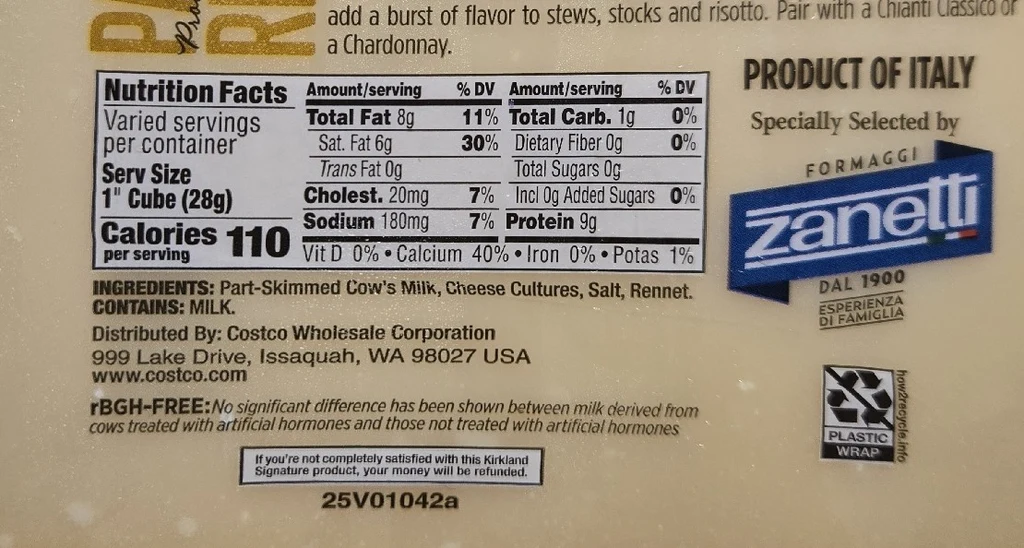 add a burst of flavor to stews, stocks and risotto. Pair with a Chianti Classico or
a Chardonnay.
Nutrition Facts
Varied servings
per container
Serv Size
1" Cube (28g)
Calories 110
per serving
Amount/serving % DV
Total Fat 8g 11%
Sat. Fat 6g 30%
Trans Fat 0g
Cholest. 20mg 7%
Sodium 180mg 7%
Amount/serving % DV
Total Carb. 1g 0%
Dietary Fiber 0g 0%
Total Sugars 0g
Incl 0g Added Sugars 0%
Protein 9g
Vit D 0% • Calcium 40% • Iron 0% • Potas 1%
INGREDIENTS: Part-Skimmed Cow's Milk, Cheese Cultures, Salt, Rennet.
CONTAINS: MILK.
Distributed By: Costco Wholesale Corporation
999 Lake Drive, Issaquah, WA 98027 USA
www.costco.com
rBGH-FREE: No significant difference has been shown between milk derived from
cows treated with artificial hormones and those not treated with artificial hormones
If you're not completely satisfied with this Kirkland
Signature product, your money will be refunded.
25V01042a
PRODUCT OF ITALY
Specially Selected by
FORMAGGI
zanetti
DAL 1900
ESPERIENZA
DI FAMIGLIA
PLASTIC
WRAP
how2recycle.info